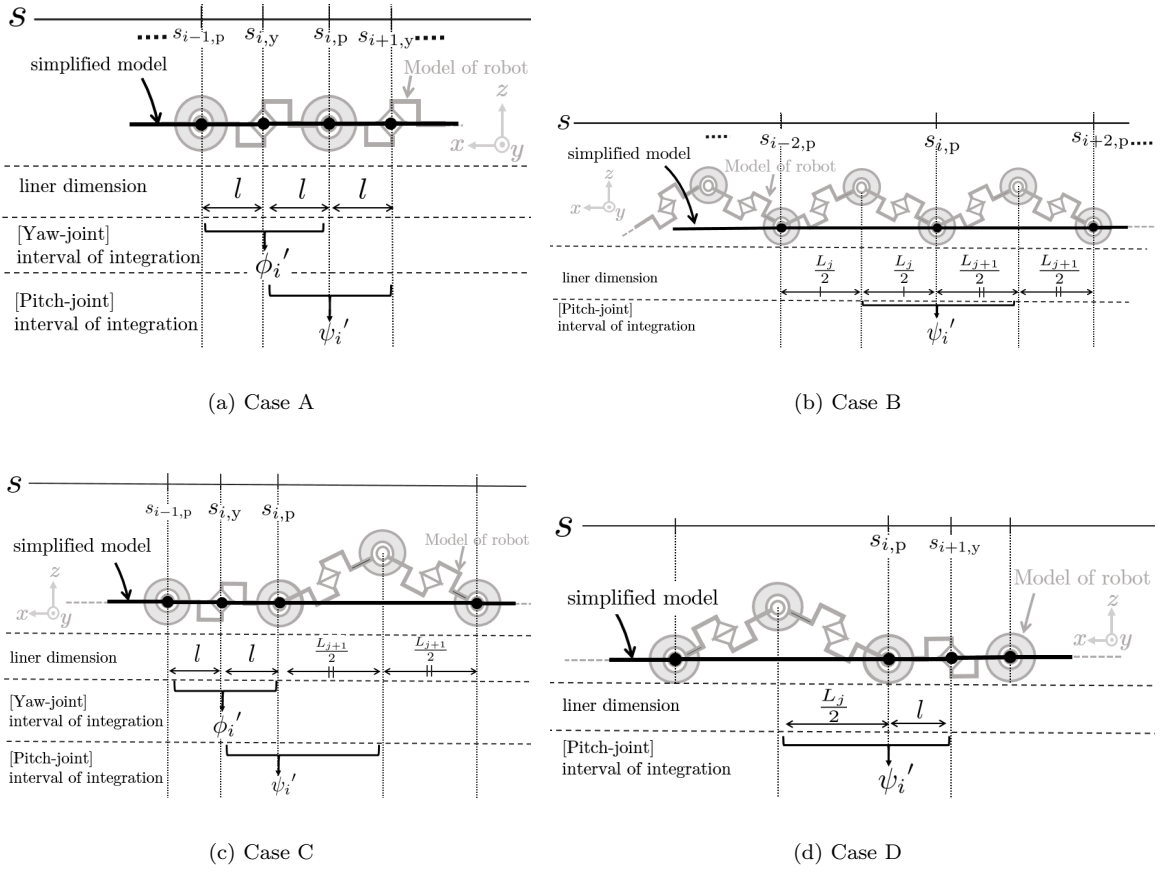 s
..... s_{i-1,p} s_{i,y} s_{i,p} s_{i+1,y} .....
simplified model
Model of robot
z
x
y
liner dimension
l l l
[Yaw-joint]
interval of integration
ϕ_i′
[Pitch-joint]
interval of integration
ψ_i′
(a) Case A
s
.... s_{i-2,p} s_{i,p} s_{i+2,p} ....
simplified model
Model of robot
z
x
y
liner dimension
L_j/2 L_j/2 L_{j+1}/2 L_{j+1}/2
[Pitch-joint]
interval of integration
ψ_i′
(b) Case B
s
s_{i-1,p} s_{i,y} s_{i,p}
simplified model
Model of robot
z
x
y
liner dimension
l l L_{j+1}/2 L_{j+1}/2
[Yaw-joint]
interval of integration
ϕ_i′
[Pitch-joint]
interval of integration
ψ_i′
(c) Case C
s
s_{i,p} s_{i+1,y}
simplified model
Model of robot
z
x
y
liner dimension
L_j/2 l
[Pitch-joint]
interval of integration
ψ_i′
(d) Case D